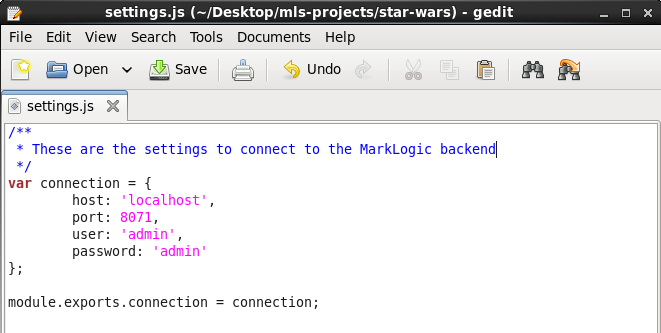 settings.js (~/Desktop/mls-projects/star-wars) - gedit
File Edit View Search Tools Documents Help
Open Save Undo
settings.js
/**
 * These are the settings to connect to the MarkLogic backend
 */
var connection = {
        host: 'localhost',
        port: 8071,
        user: 'admin',
        password: 'admin'
};

module.exports.connection = connection;